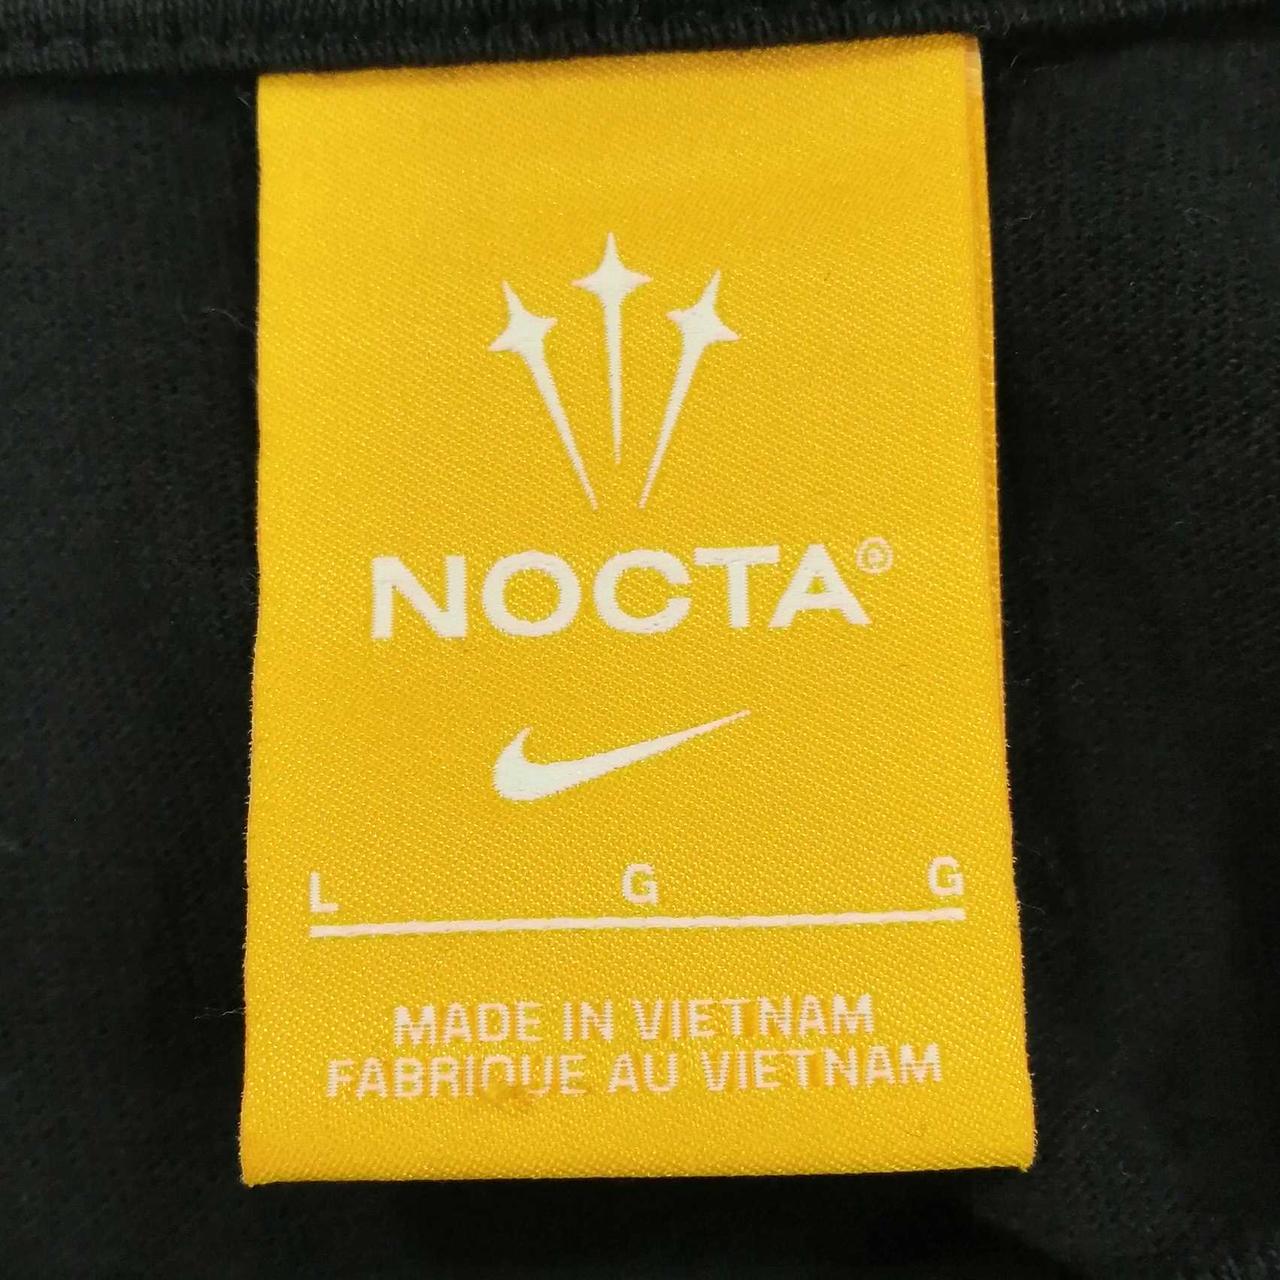 NOCTA®
L G G
MADE IN VIETNAM
FABRIQUE AU VIETNAM